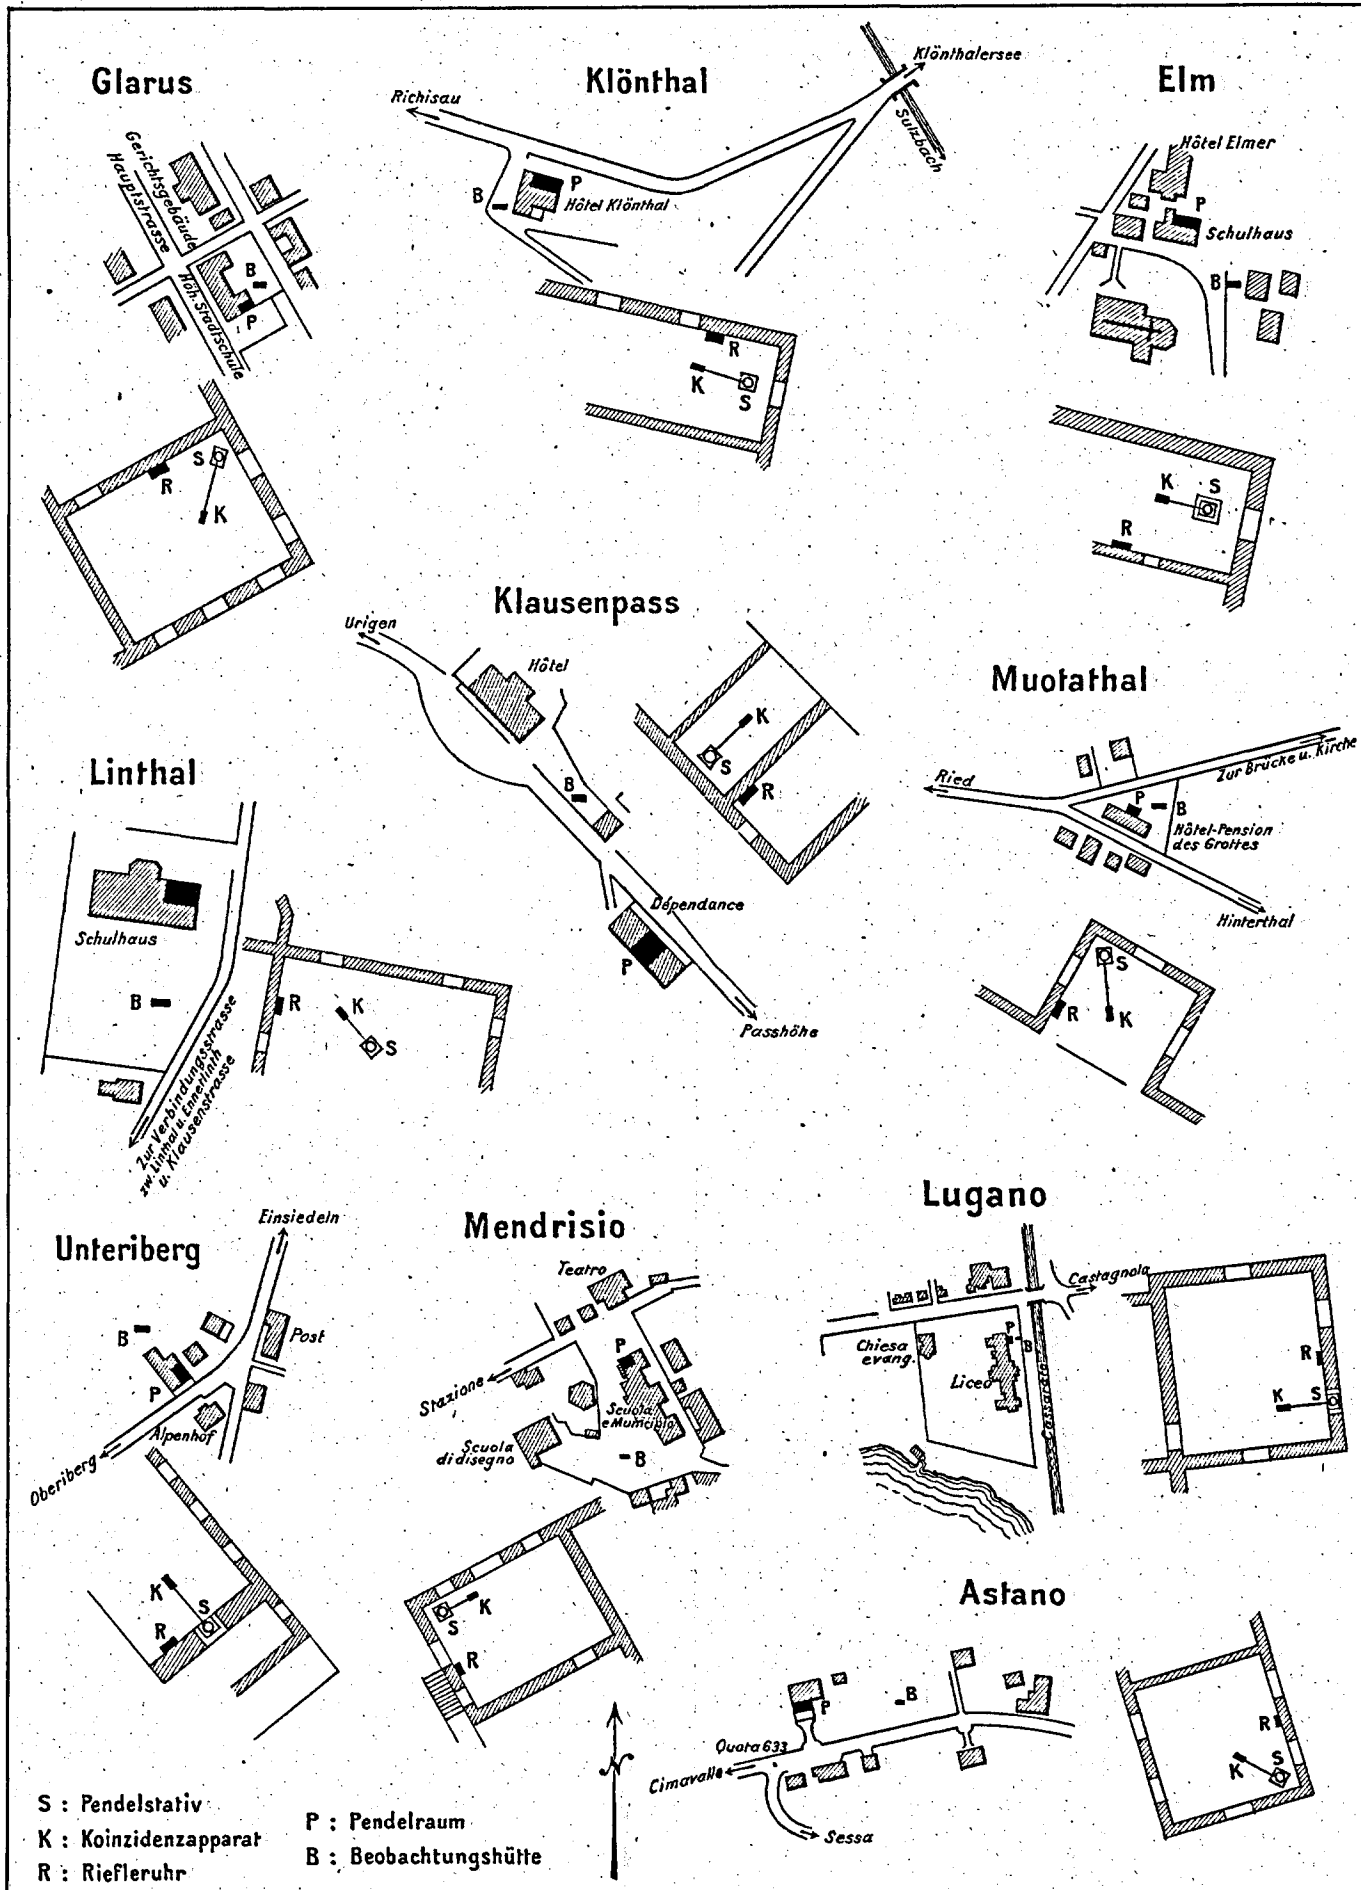 Glarus
Gerichtsgebäude
Hauptstrasse
Höh. Stadtschule
B
P
S
R
K
Klönthal
Klönthalersee
Richisau
Sulzbach
B
P
Hôtel Klönthal
R
K
S
Elm
Hôtel Elmer
P
Schulhaus
B
K
S
R
Klausenpass
Urigen
Hôtel
B
Dépendance
P
Passhöhe
K
S
R
Muotathal
Zur Brücke u. Kirche
Ried
P
B
Hôtel-Pension
des Grottes
Hinterthal
S
R
K
Linthal
Schulhaus
B
Zur Verbindungsstrasse
zw. Linthal u. Ennetlinth
u. Klausenstrasse
R
K
S
Unteriberg
Einsiedeln
B
Post
P
Alpenhof
Oberiberg
K
S
R
Mendrisio
Teatro
P
Stazione
Scuola
e Municipio
Scuola
di disegno
B
K
S
R
Lugano
Castagnola
Chiesa
evang.
P
B
Liceo
Cassarate
R
K
S
Astano
B
P
Quota 633
Cimavalle
Sessa
R
K
S
N
S : Pendelstativ
K : Koinzidenzapparat
R : Riefleruhr
P : Pendelraum
B : Beobachtungshütte